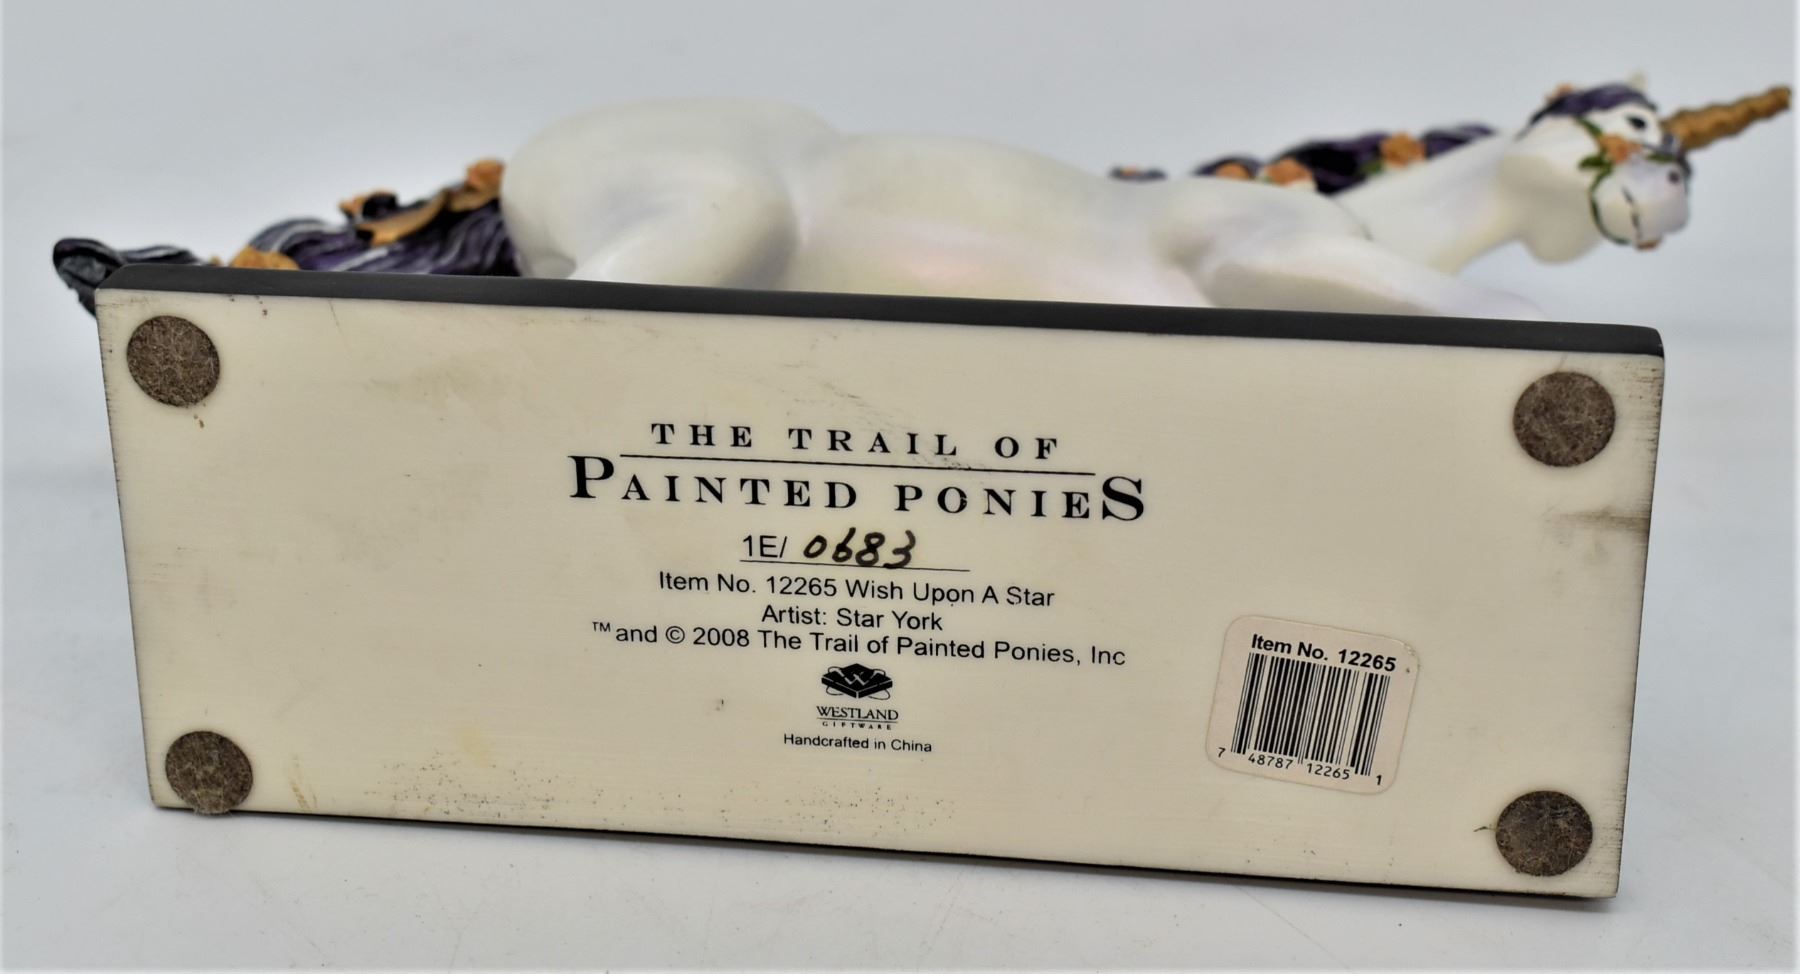 THE TRAIL OF
PAINTED PONIES
1E/ 0683
Item No. 12265 Wish Upon A Star
Artist: Star York
™ and © 2008 The Trail of Painted Ponies, Inc
WESTLAND
GIFTWARE
Handcrafted in China
Item No. 12265
7 48787 12265 1